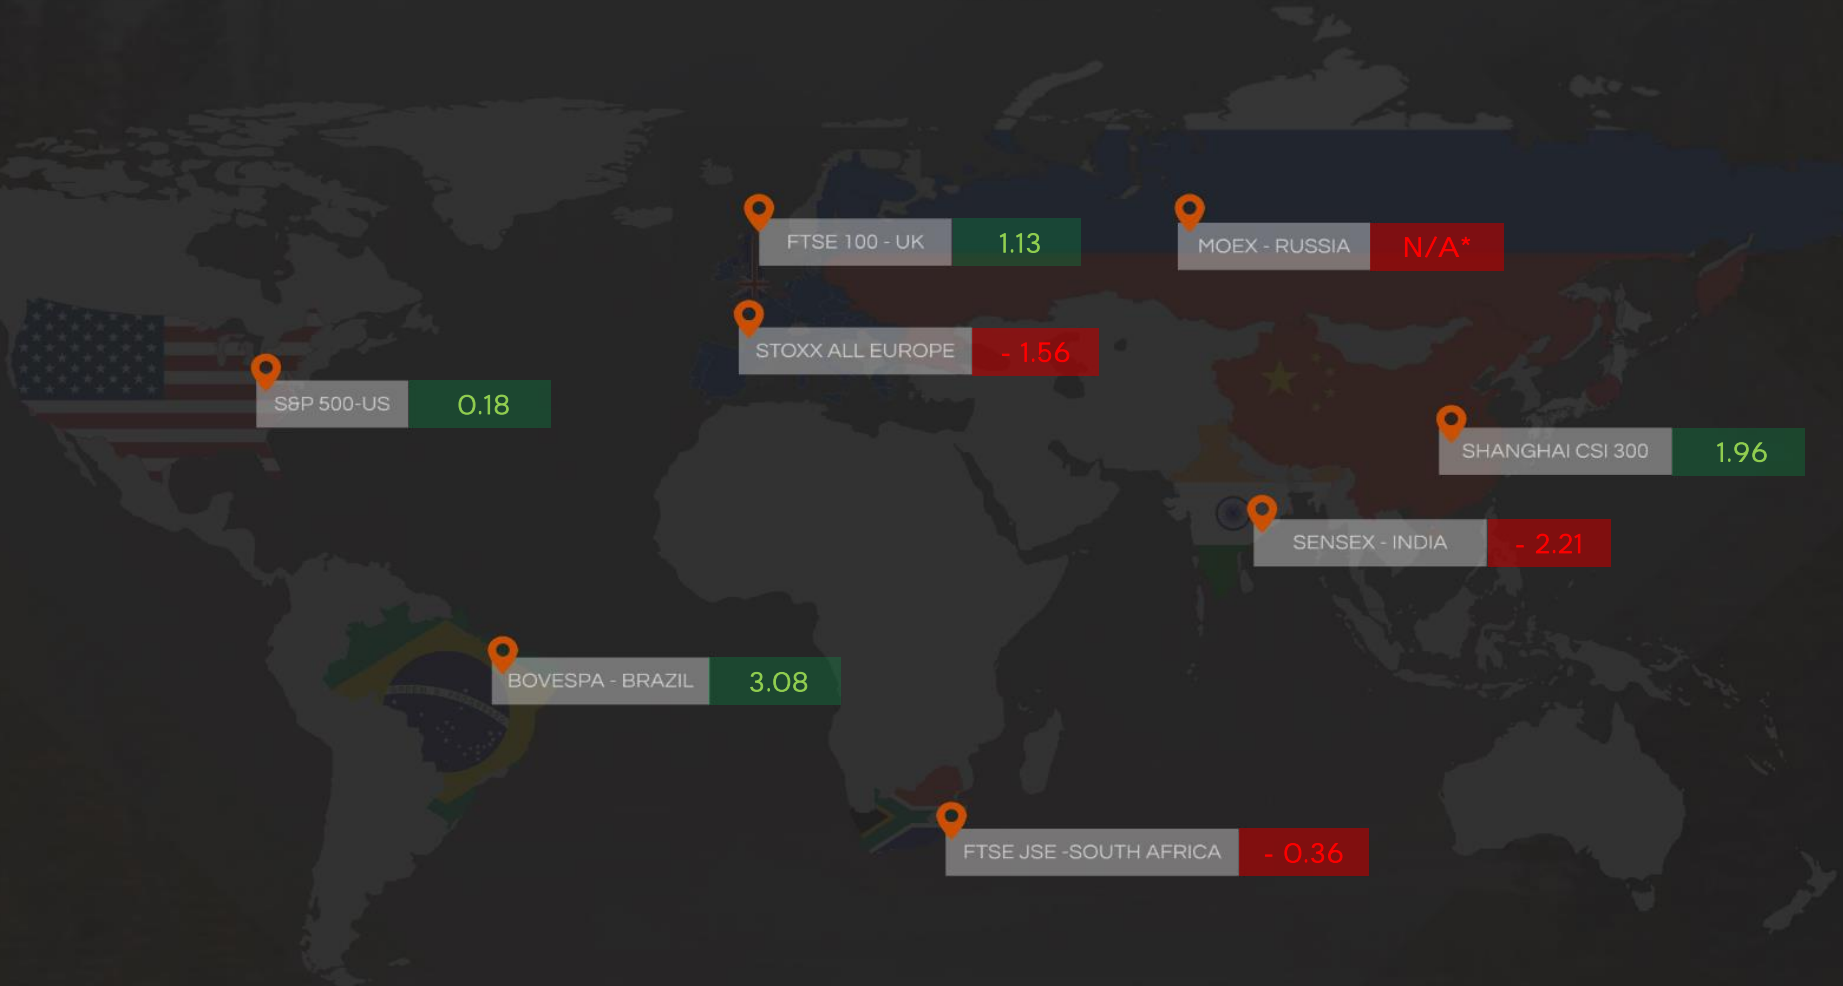 FTSE 100 - UK 1.13
MOEX - RUSSIA N/A*
STOXX ALL EUROPE - 1.56
S&P 500-US 0.18
SHANGHAI CSI 300 1.96
SENSEX - INDIA - 2.21
BOVESPA - BRAZIL 3.08
FTSE JSE -SOUTH AFRICA - 0.36